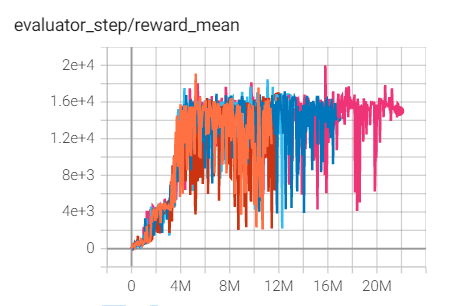 evaluator_step/reward_mean
2e+4
1.6e+4
1.2e+4
8e+3
4e+3
0
0 4M 8M 12M 16M 20M